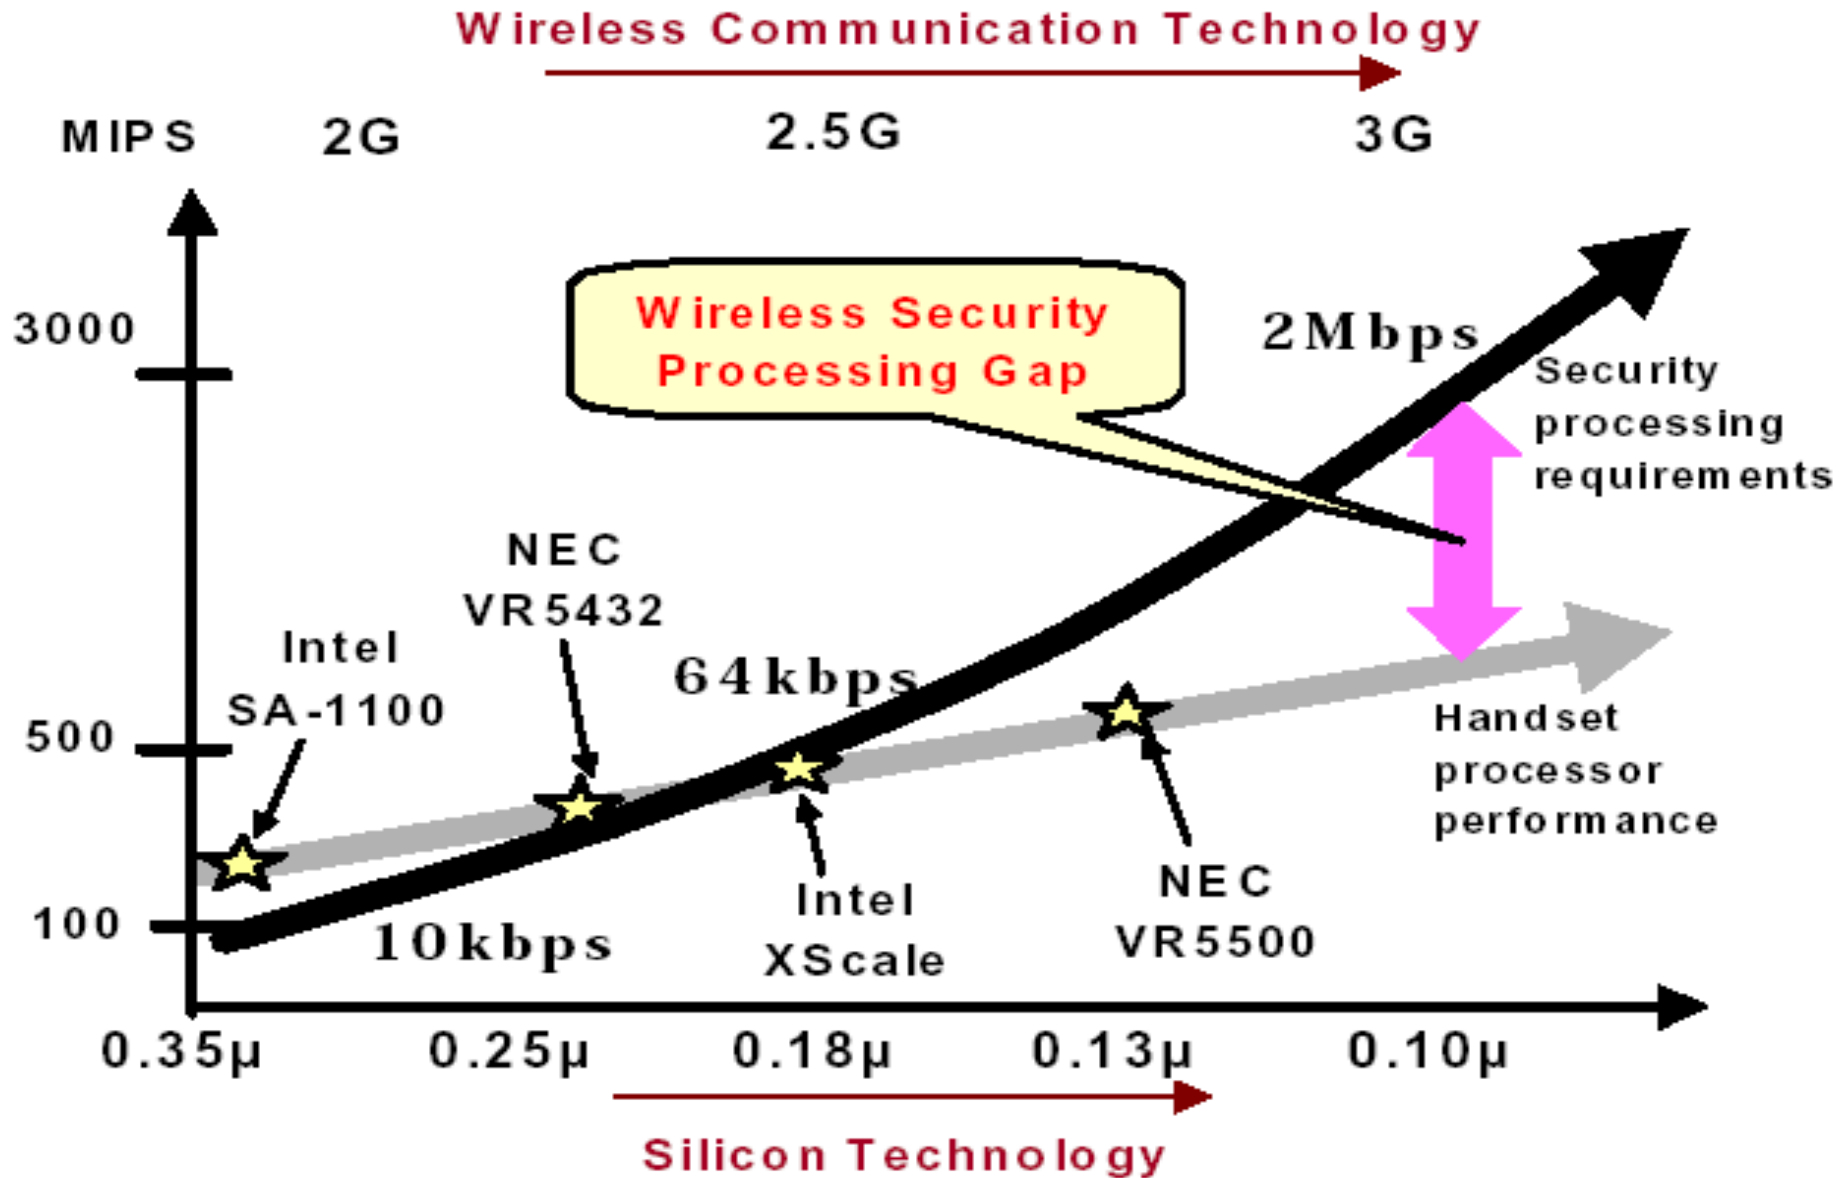 Wireless Communication Technology
MIPS 2G 2.5G 3G
3000
Wireless Security
Processing Gap
2Mbps
Security
processing
requirements
NEC
VR5432
Intel
SA-1100
64kbps
500
Handset
processor
performance
100
10kbps
Intel
XScale
NEC
VR5500
0.35μ 0.25μ 0.18μ 0.13μ 0.10μ
Silicon Technology